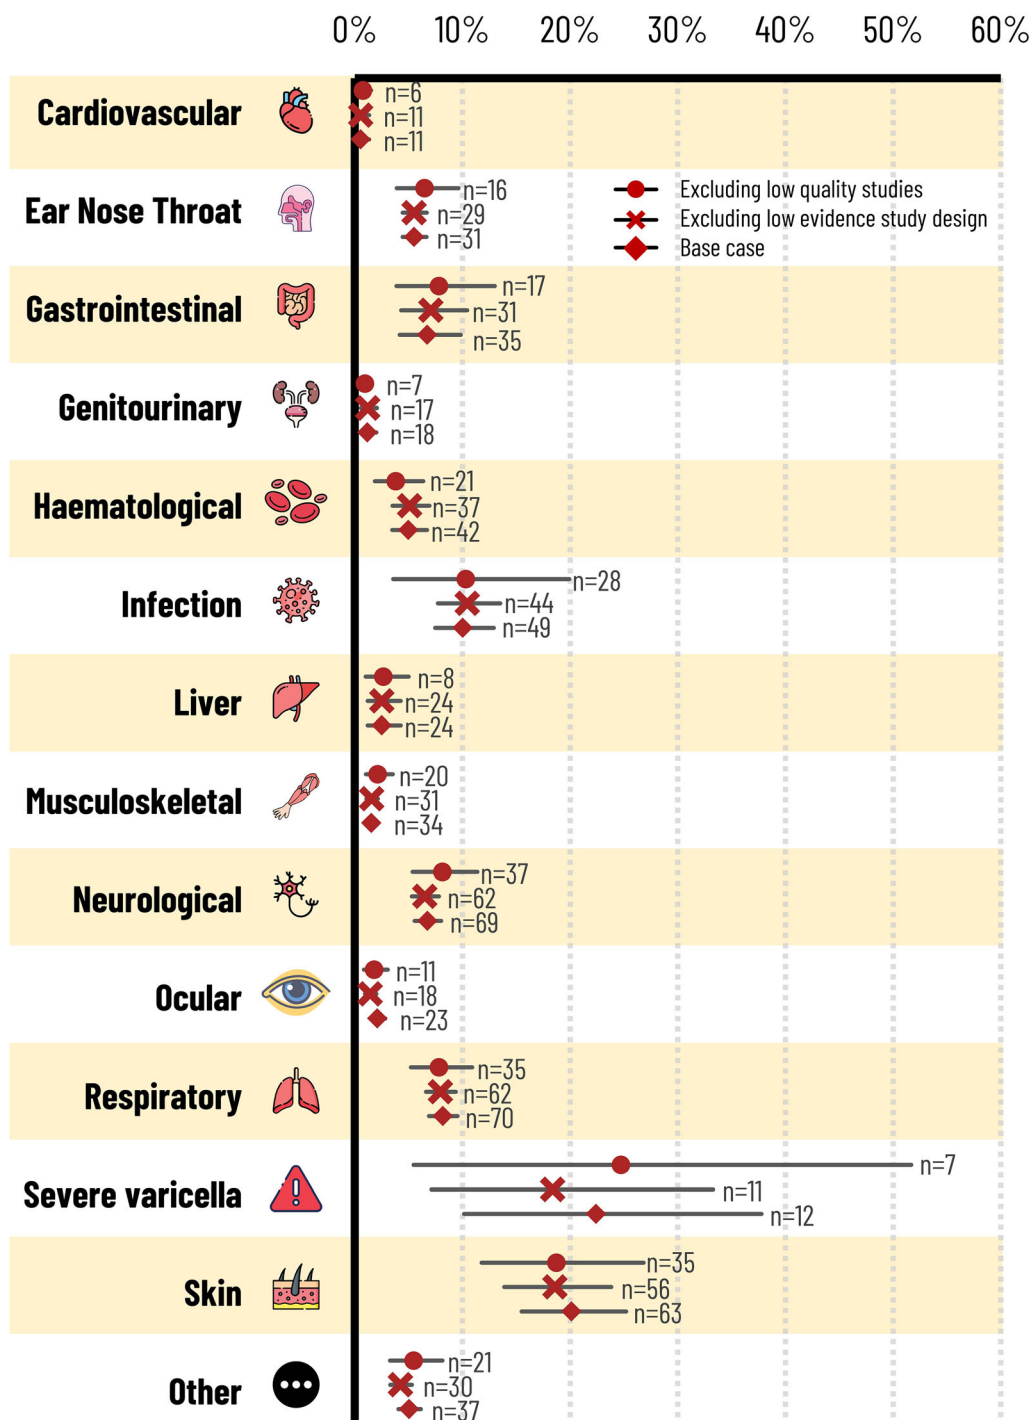 0% 10% 20% 30% 40% 50% 60%
Cardiovascular
n=6
n=11
n=11
Ear Nose Throat
n=16
n=29
n=31
Excluding low quality studies
Excluding low evidence study design
Base case
Gastrointestinal
n=17
n=31
n=35
Genitourinary
n=7
n=17
n=18
Haematological
n=21
n=37
n=42
Infection
n=28
n=44
n=49
Liver
n=8
n=24
n=24
Musculoskeletal
n=20
n=31
n=34
Neurological
n=37
n=62
n=69
Ocular
n=11
n=18
n=23
Respiratory
n=35
n=62
n=70
Severe varicella
n=7
n=11
n=12
Skin
n=35
n=56
n=63
Other
n=21
n=30
n=37